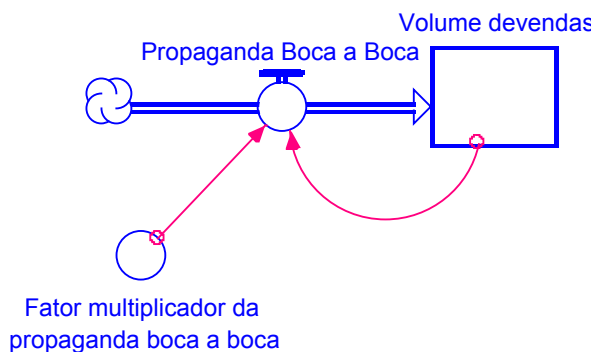 Volume devendas
Propaganda Boca a Boca
Fator multiplicador da
propaganda boca a boca